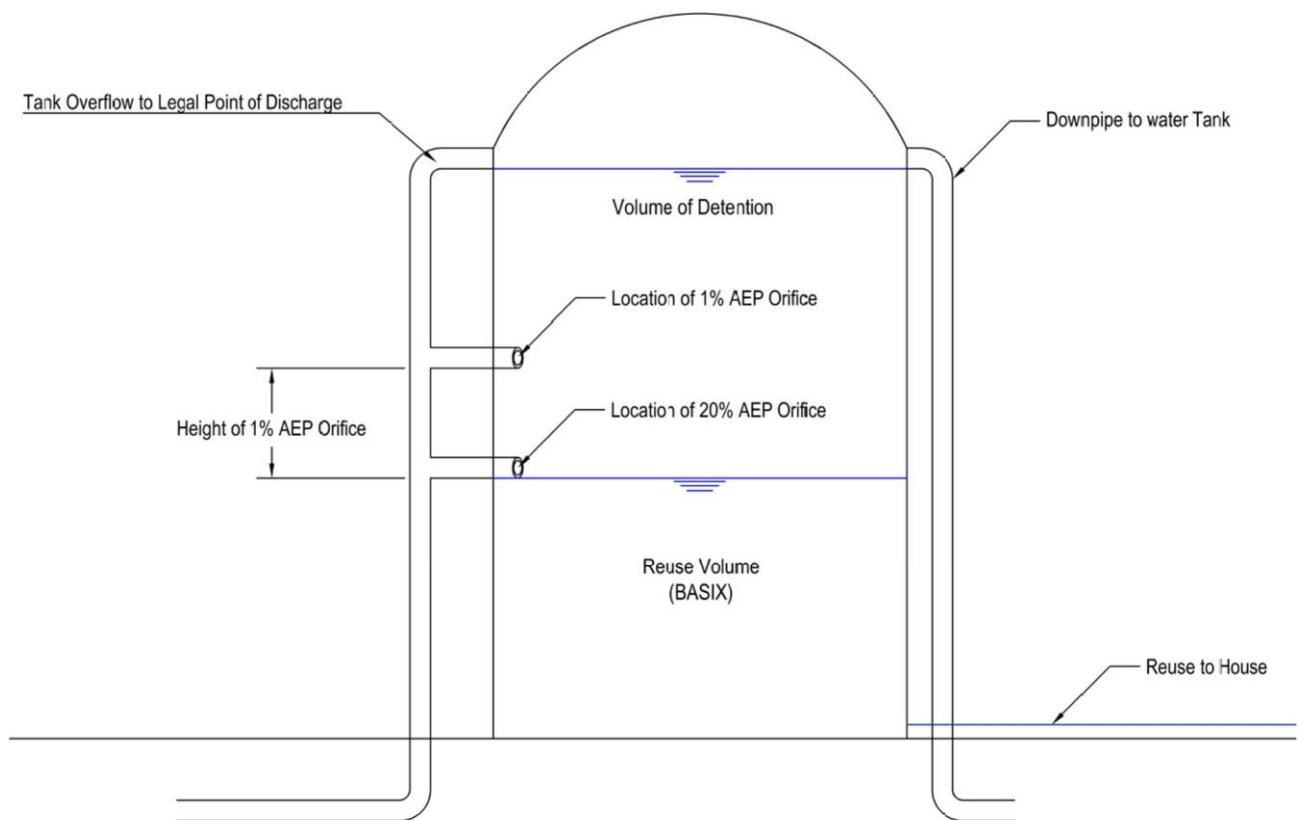 Tank Overflow to Legal Point of Discharge
Downpipe to water Tank
Volume of Detention
Location of 1% AEP Orifice
Location of 20% AEP Orifice
Height of 1% AEP Orifice
Reuse Volume
(BASIX)
Reuse to House